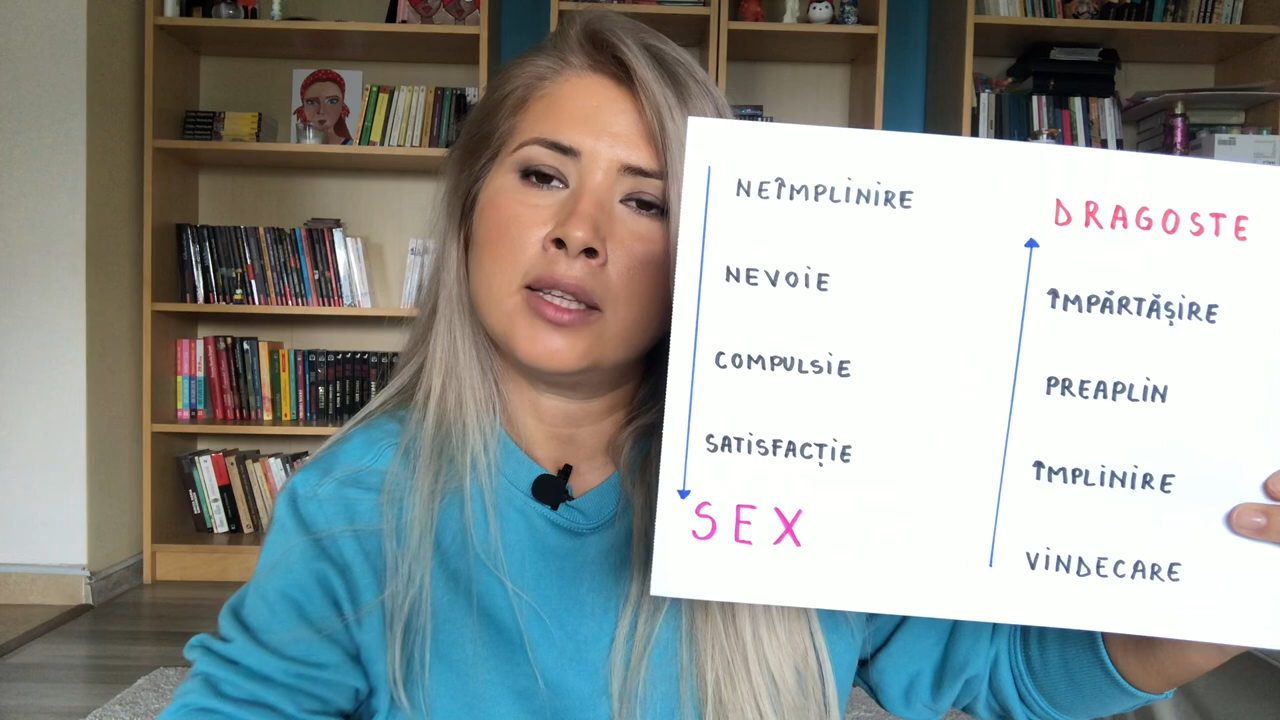 NEÎMPLINIRE
NEVOIE
COMPULSIE
SATISFACȚIE
SEX
DRAGOSTE
ÎMPĂRTĂȘIRE
PREAPLIN
ÎMPLINIRE
VINDECARE